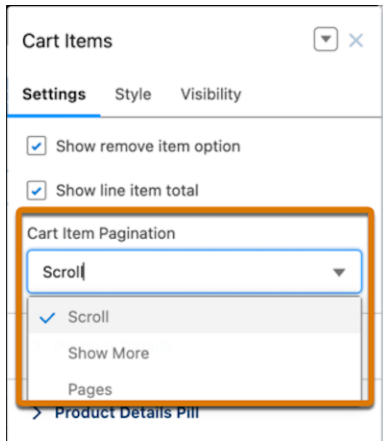 Cart Items
Settings Style Visibility
Show remove item option
Show line item total
Cart Item Pagination
Scroll
Scroll
Show More
Pages
Product Details Pill